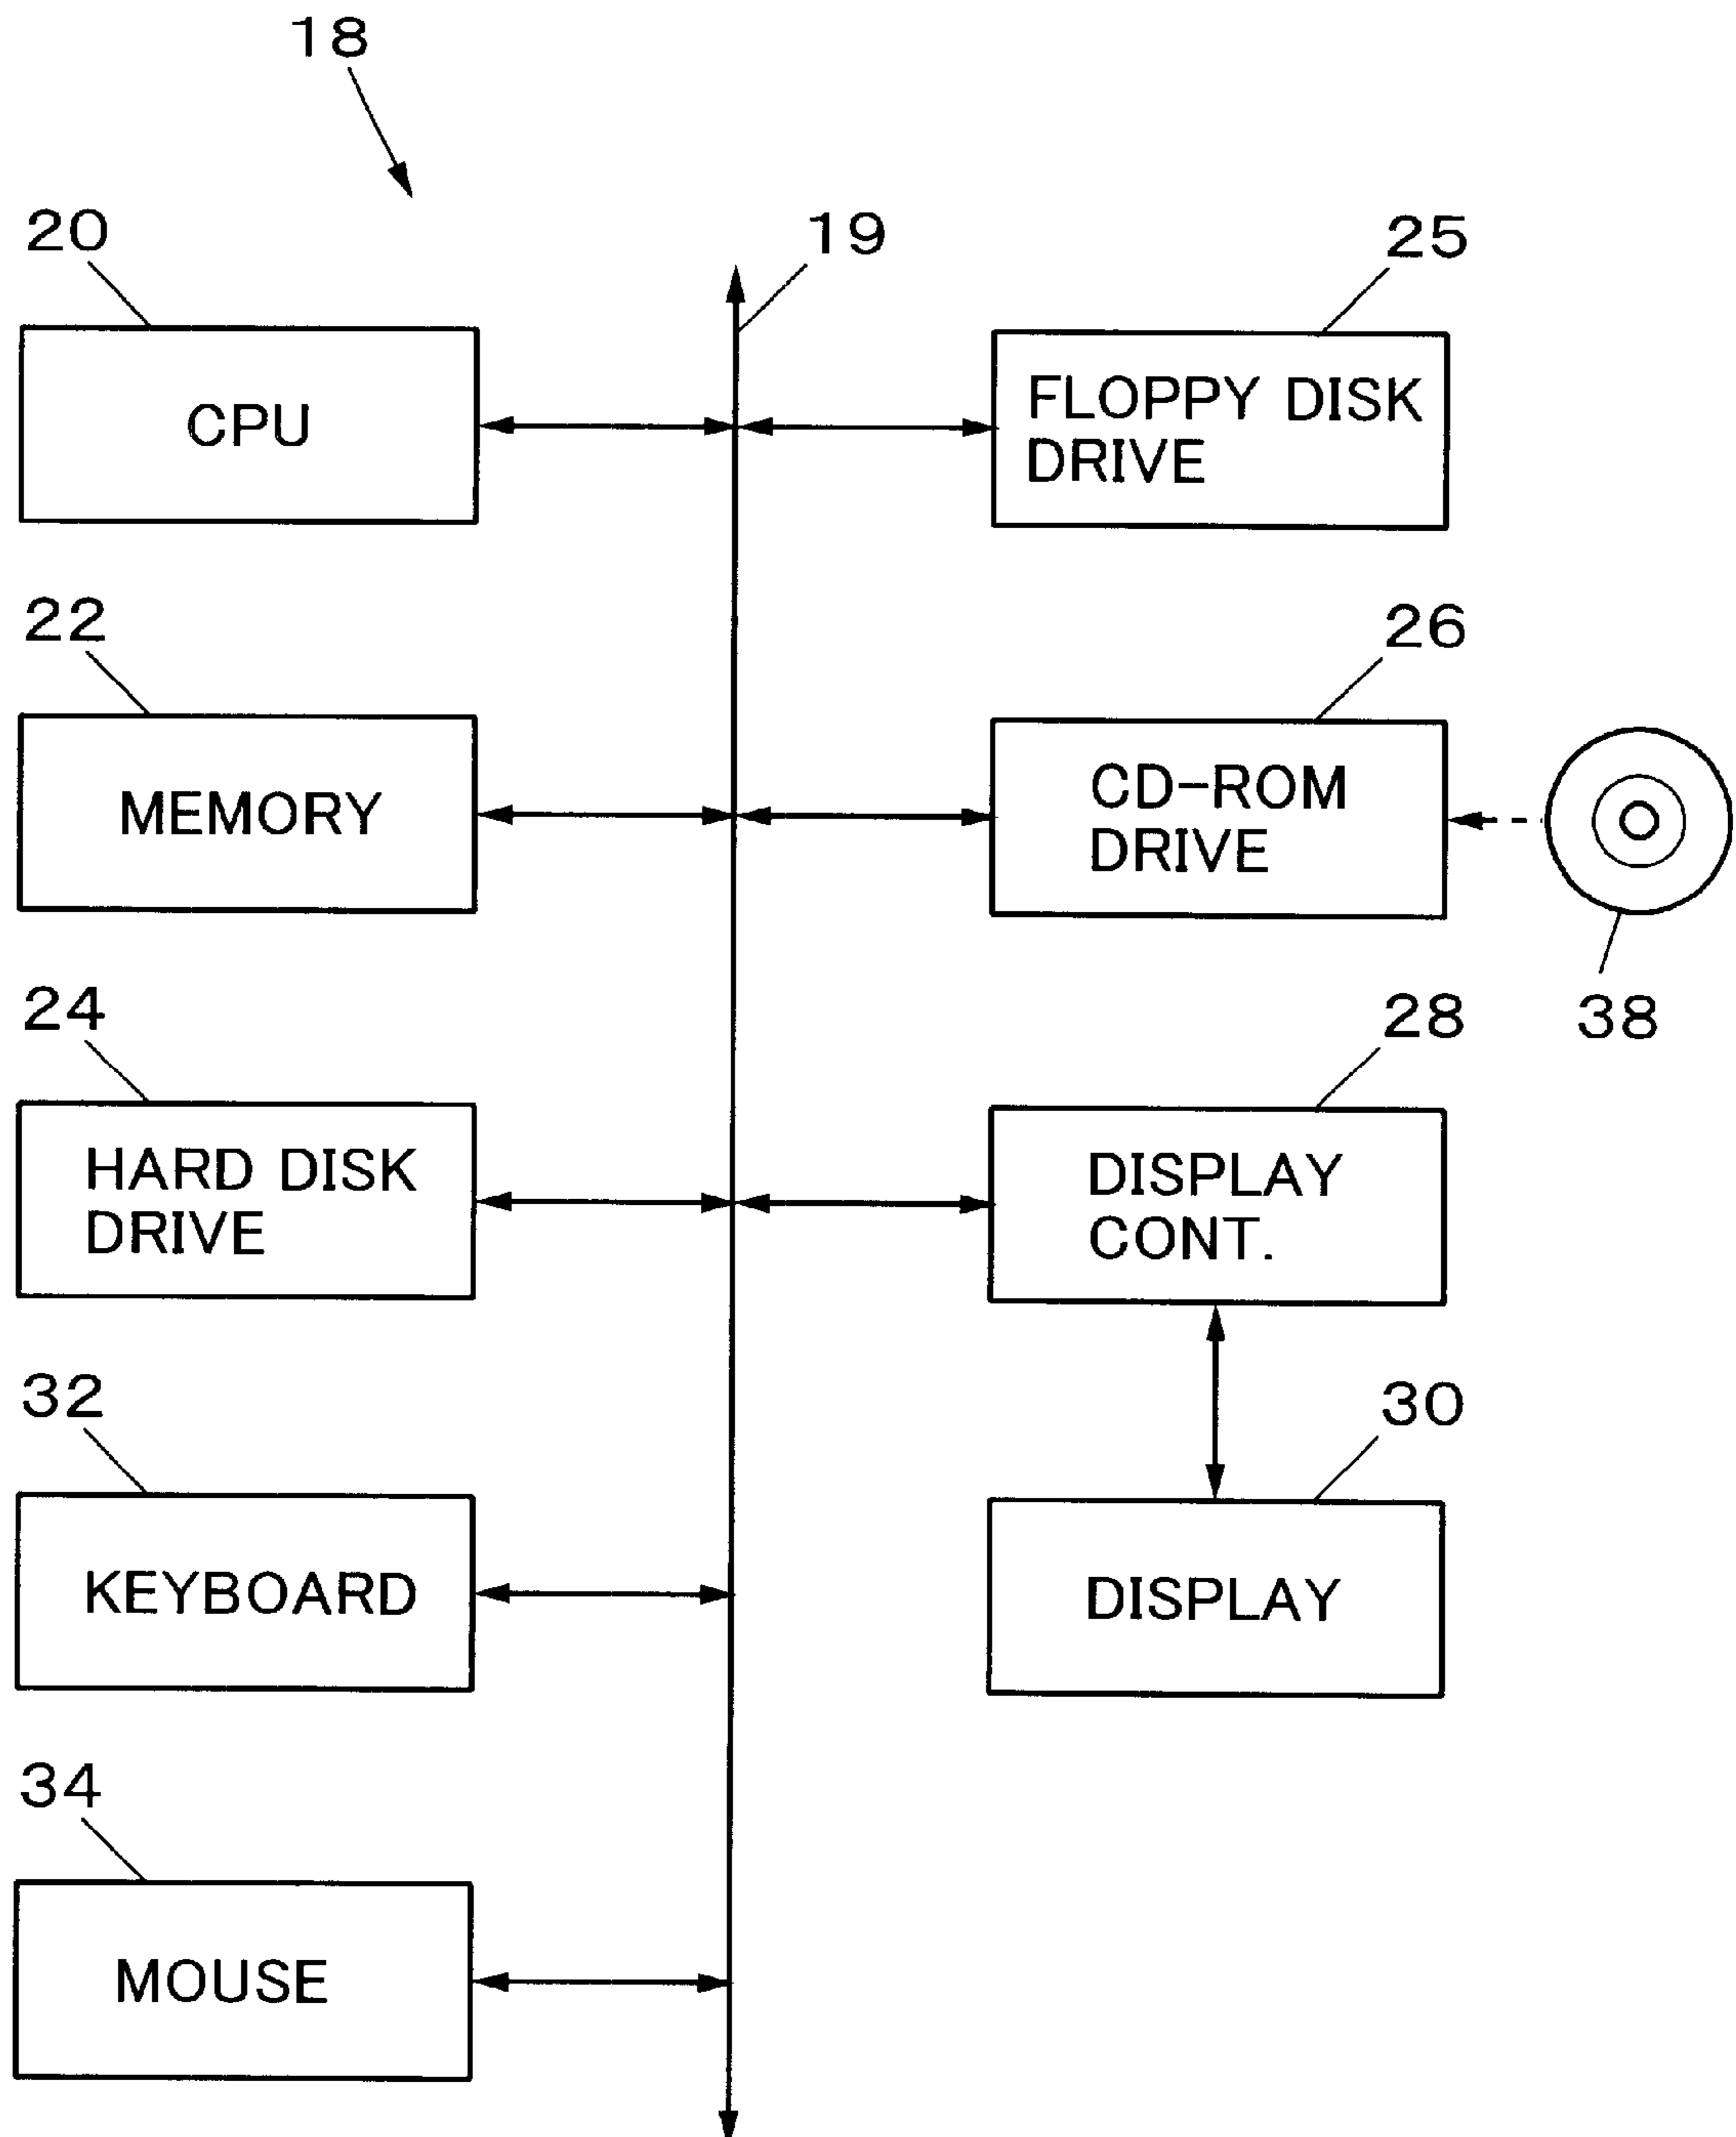 18
20
19
25
CPU
FLOPPY DISK
DRIVE
22
26
MEMORY
CD-ROM
DRIVE
38
24
28
HARD DISK
DRIVE
DISPLAY
CONT.
32
30
KEYBOARD
DISPLAY
34
MOUSE